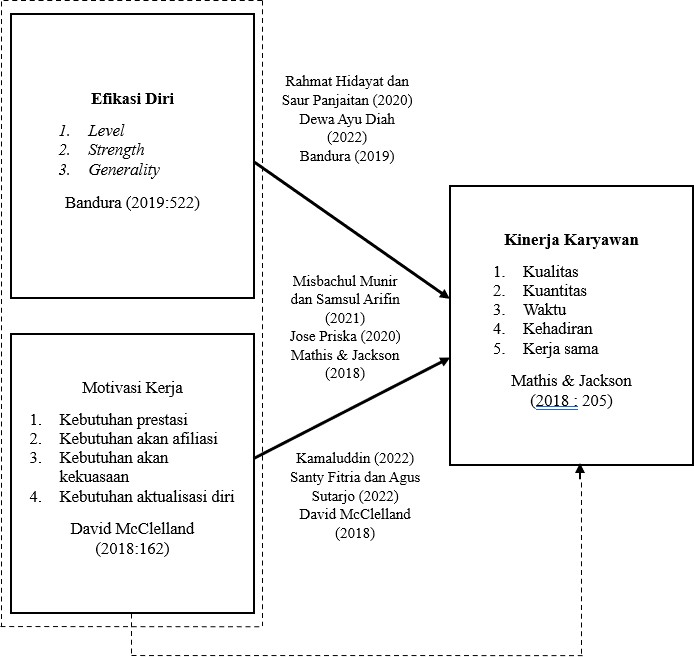 Efikasi Diri
1. Level
2. Strength
3. Generality
Bandura (2019:522)
Rahmat Hidayat dan
Saur Panjaitan (2020)
Dewa Ayu Diah
(2022)
Bandura (2019)
Kinerja Karyawan
1. Kualitas
2. Kuantitas
3. Waktu
4. Kehadiran
5. Kerja sama
Mathis & Jackson
(2018 : 205)
Misbachul Munir
dan Samsul Arifin
(2021)
Jose Priska (2020)
Mathis & Jackson
(2018)
Motivasi Kerja
1. Kebutuhan prestasi
2. Kebutuhan akan afiliasi
3. Kebutuhan akan
kekuasaan
4. Kebutuhan aktualisasi diri
David McClelland
(2018:162)
Kamaluddin (2022)
Santy Fitria dan Agus
Sutarjo (2022)
David McClelland
(2018)